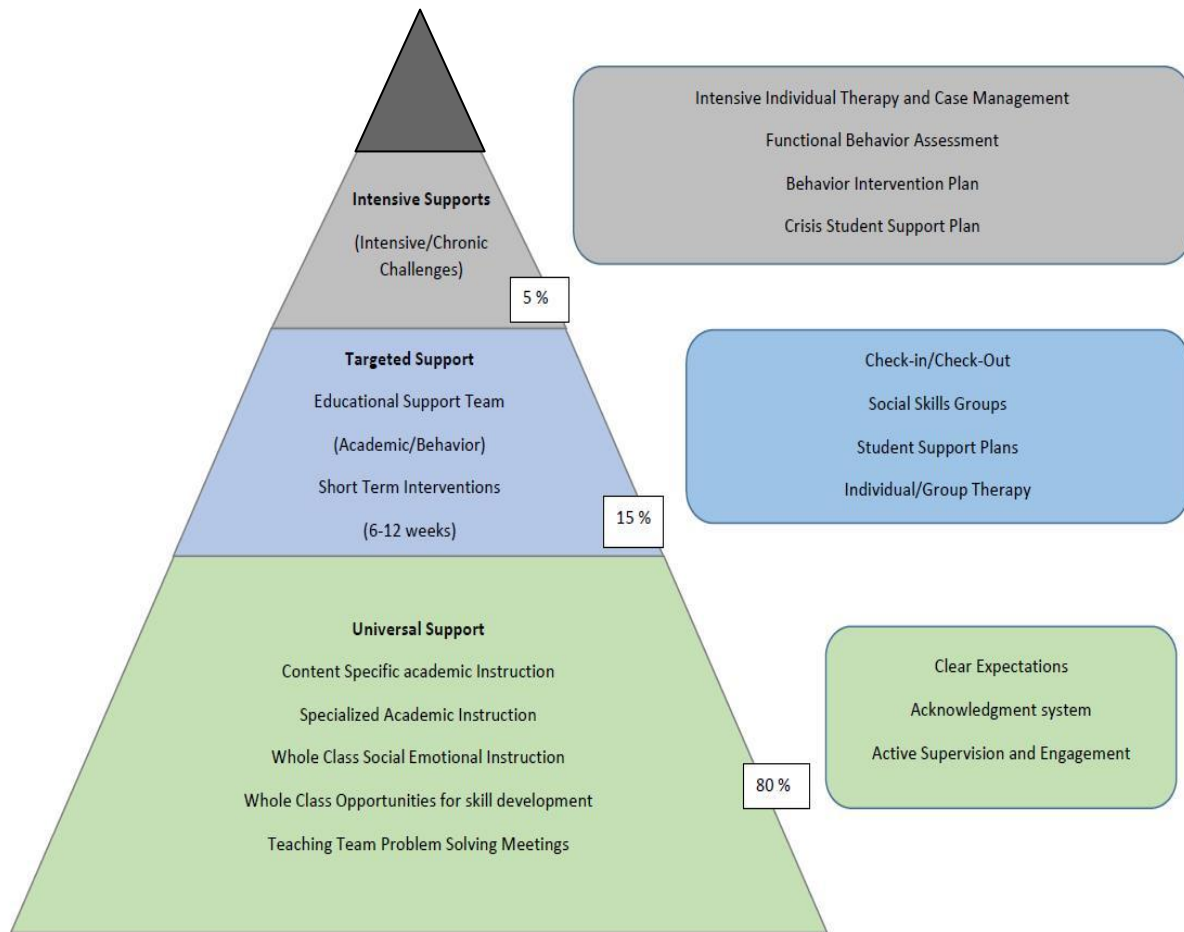 Intensive Supports
(Intensive/Chronic
Challenges)
5 %
Intensive Individual Therapy and Case Management
Functional Behavior Assessment
Behavior Intervention Plan
Crisis Student Support Plan
Targeted Support
Educational Support Team
(Academic/Behavior)
Short Term Interventions
(6-12 weeks)
15 %
Check-in/Check-Out
Social Skills Groups
Student Support Plans
Individual/Group Therapy
Universal Support
Content Specific academic Instruction
Specialized Academic Instruction
Whole Class Social Emotional Instruction
Whole Class Opportunities for skill development
Teaching Team Problem Solving Meetings
80 %
Clear Expectations
Acknowledgment system
Active Supervision and Engagement